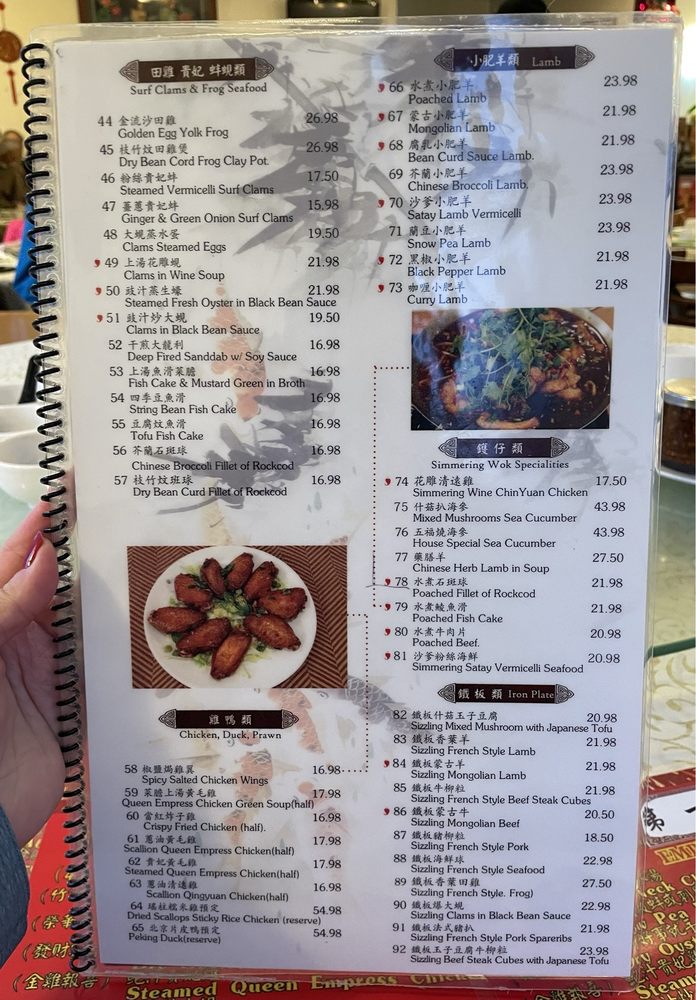 田雞 貴妃 蚌蜆類
Surf Clams & Frog Seafood
44 金流沙田雞 26.98
Golden Egg Yolk Frog
45 枝竹炆田雞煲 26.98
Dry Bean Cord Frog Clay Pot.
46 粉絲貴妃蚌 17.50
Steamed Vermicelli Surf Clams
47 薑蔥貴妃蚌 15.98
Ginger & Green Onion Surf Clams
48 大蜆蒸水蛋 19.50
Clams Steamed Eggs
49 上湯花雕蜆 21.98
Clams in Wine Soup
50 豉汁蒸生蠔 21.98
Steamed Fresh Oyster in Black Bean Sauce
51 豉汁炒大蜆 19.50
Clams in Black Bean Sauce
52 干煎大龍利 16.98
Deep Fired Sanddab w/ Soy Sauce
53 上湯魚滑菜膽 16.98
Fish Cake & Mustard Green in Broth
54 四季豆魚滑 16.98
String Bean Fish Cake
55 豆腐炆魚滑 16.98
Tofu Fish Cake
56 芥蘭石斑球 16.98
Chinese Broccoli Fillet of Rockcod
57 枝竹炆班球 16.98
Dry Bean Curd Fillet of Rockcod
雞鴨類
Chicken, Duck, Prawn
58 椒鹽焗雞翼 16.98
Spicy Salted Chicken Wings
59 菜膽上湯黃毛雞 17.98
Queen Empress Chicken Green Soup(half)
60 當紅炸子雞 16.98
Crispy Fried Chicken (half).
61 蔥油黃毛雞 17.98
Scallion Queen Empress Chicken(half)
62 貴妃黃毛雞 17.98
Steamed Queen Empress Chicken(half)
63 蔥油清遠雞 16.98
Scallion Qingyuan Chicken(half)
64 瑤柱糯米雞預定 54.98
Dried Scallops Sticky Rice Chicken (reserve)
65 北京片皮鴨預定 54.98
Peking Duck(reserve)
小肥羊類 Lamb
66 水煮小肥羊 23.98
Poached Lamb
67 蒙古小肥羊 21.98
Mongolian Lamb
68 腐乳小肥羊 21.98
Bean Curd Sauce Lamb.
69 芥蘭小肥羊 23.98
Chinese Broccoli Lamb.
70 沙爹小肥羊 23.98
Satay Lamb Vermicelli
71 蘭豆小肥羊 23.98
Snow Pea Lamb
72 黑椒小肥羊 21.98
Black Pepper Lamb
73 咖喱小肥羊 21.98
Curry Lamb
鑊仔類
Simmering Wok Specialities
74 花雕清遠雞 17.50
Simmering Wine ChinYuan Chicken
75 什菇扒海參 43.98
Mixed Mushrooms Sea Cucumber
76 五福燒海參 43.98
House Special Sea Cucumber
77 藥膳羊 27.50
Chinese Herb Lamb in Soup
78 水煮石斑球 21.98
Poached Fillet of Rockcod
79 水煮鯪魚滑 21.98
Poached Fish Cake
80 水煮牛肉片 20.98
Poached Beef.
81 沙爹粉絲海鮮 20.98
Simmering Satay Vermicelli Seafood
鐵板類 Iron Plate
82 鐵板什菇玉子豆腐 20.98
Sizzling Mixed Mushroom with Japanese Tofu
83 鐵板香葉羊 21.98
Sizzling French Style Lamb
84 鐵板蒙古羊 21.98
Sizzling Mongolian Lamb
85 鐵板牛柳粒 21.98
Sizzling French Style Beef Steak Cubes
86 鐵板蒙古牛 20.50
Sizzling Mongolian Beef
87 鐵板豬柳粒 18.50
Sizzling French Style Pork
88 鐵板海鮮球 22.98
Sizzling French Style Seafood
89 鐵板香葉田雞 27.50
Sizzling French Style. Frog)
90 鐵板爆大蜆 22.98
Sizzling Clams in Black Bean Sauce
91 鐵板法式豬扒 21.98
Sizzling French Style Pork Spareribs
92 鐵板玉子豆腐牛柳粒 23.98
Sizzling Beef Steak Cubes with Japanese Tofu
第
(竹
(榮華
(發財
(金雞報喜)
Steamed Queen Empress Chicken